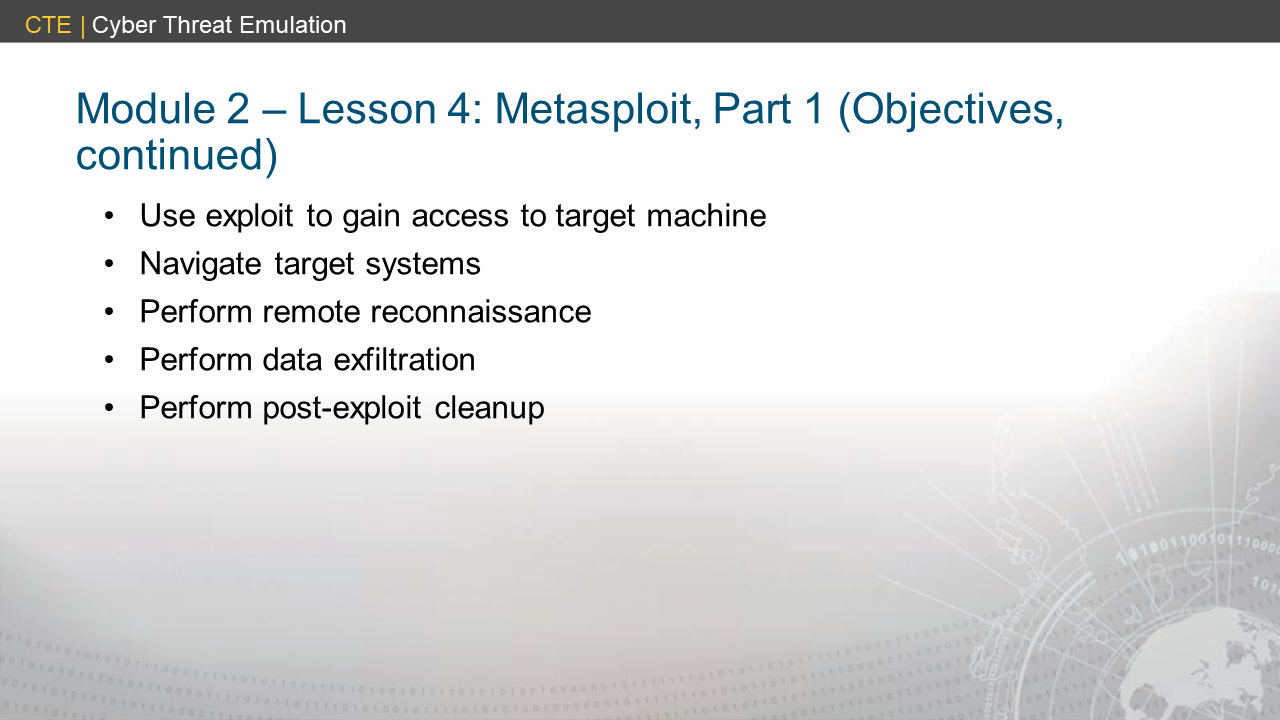 CTE | Cyber Threat Emulation
Module 2 – Lesson 4: Metasploit, Part 1 (Objectives,
continued)
• Use exploit to gain access to target machine
• Navigate target systems
• Perform remote reconnaissance
• Perform data exfiltration
• Perform post-exploit cleanup